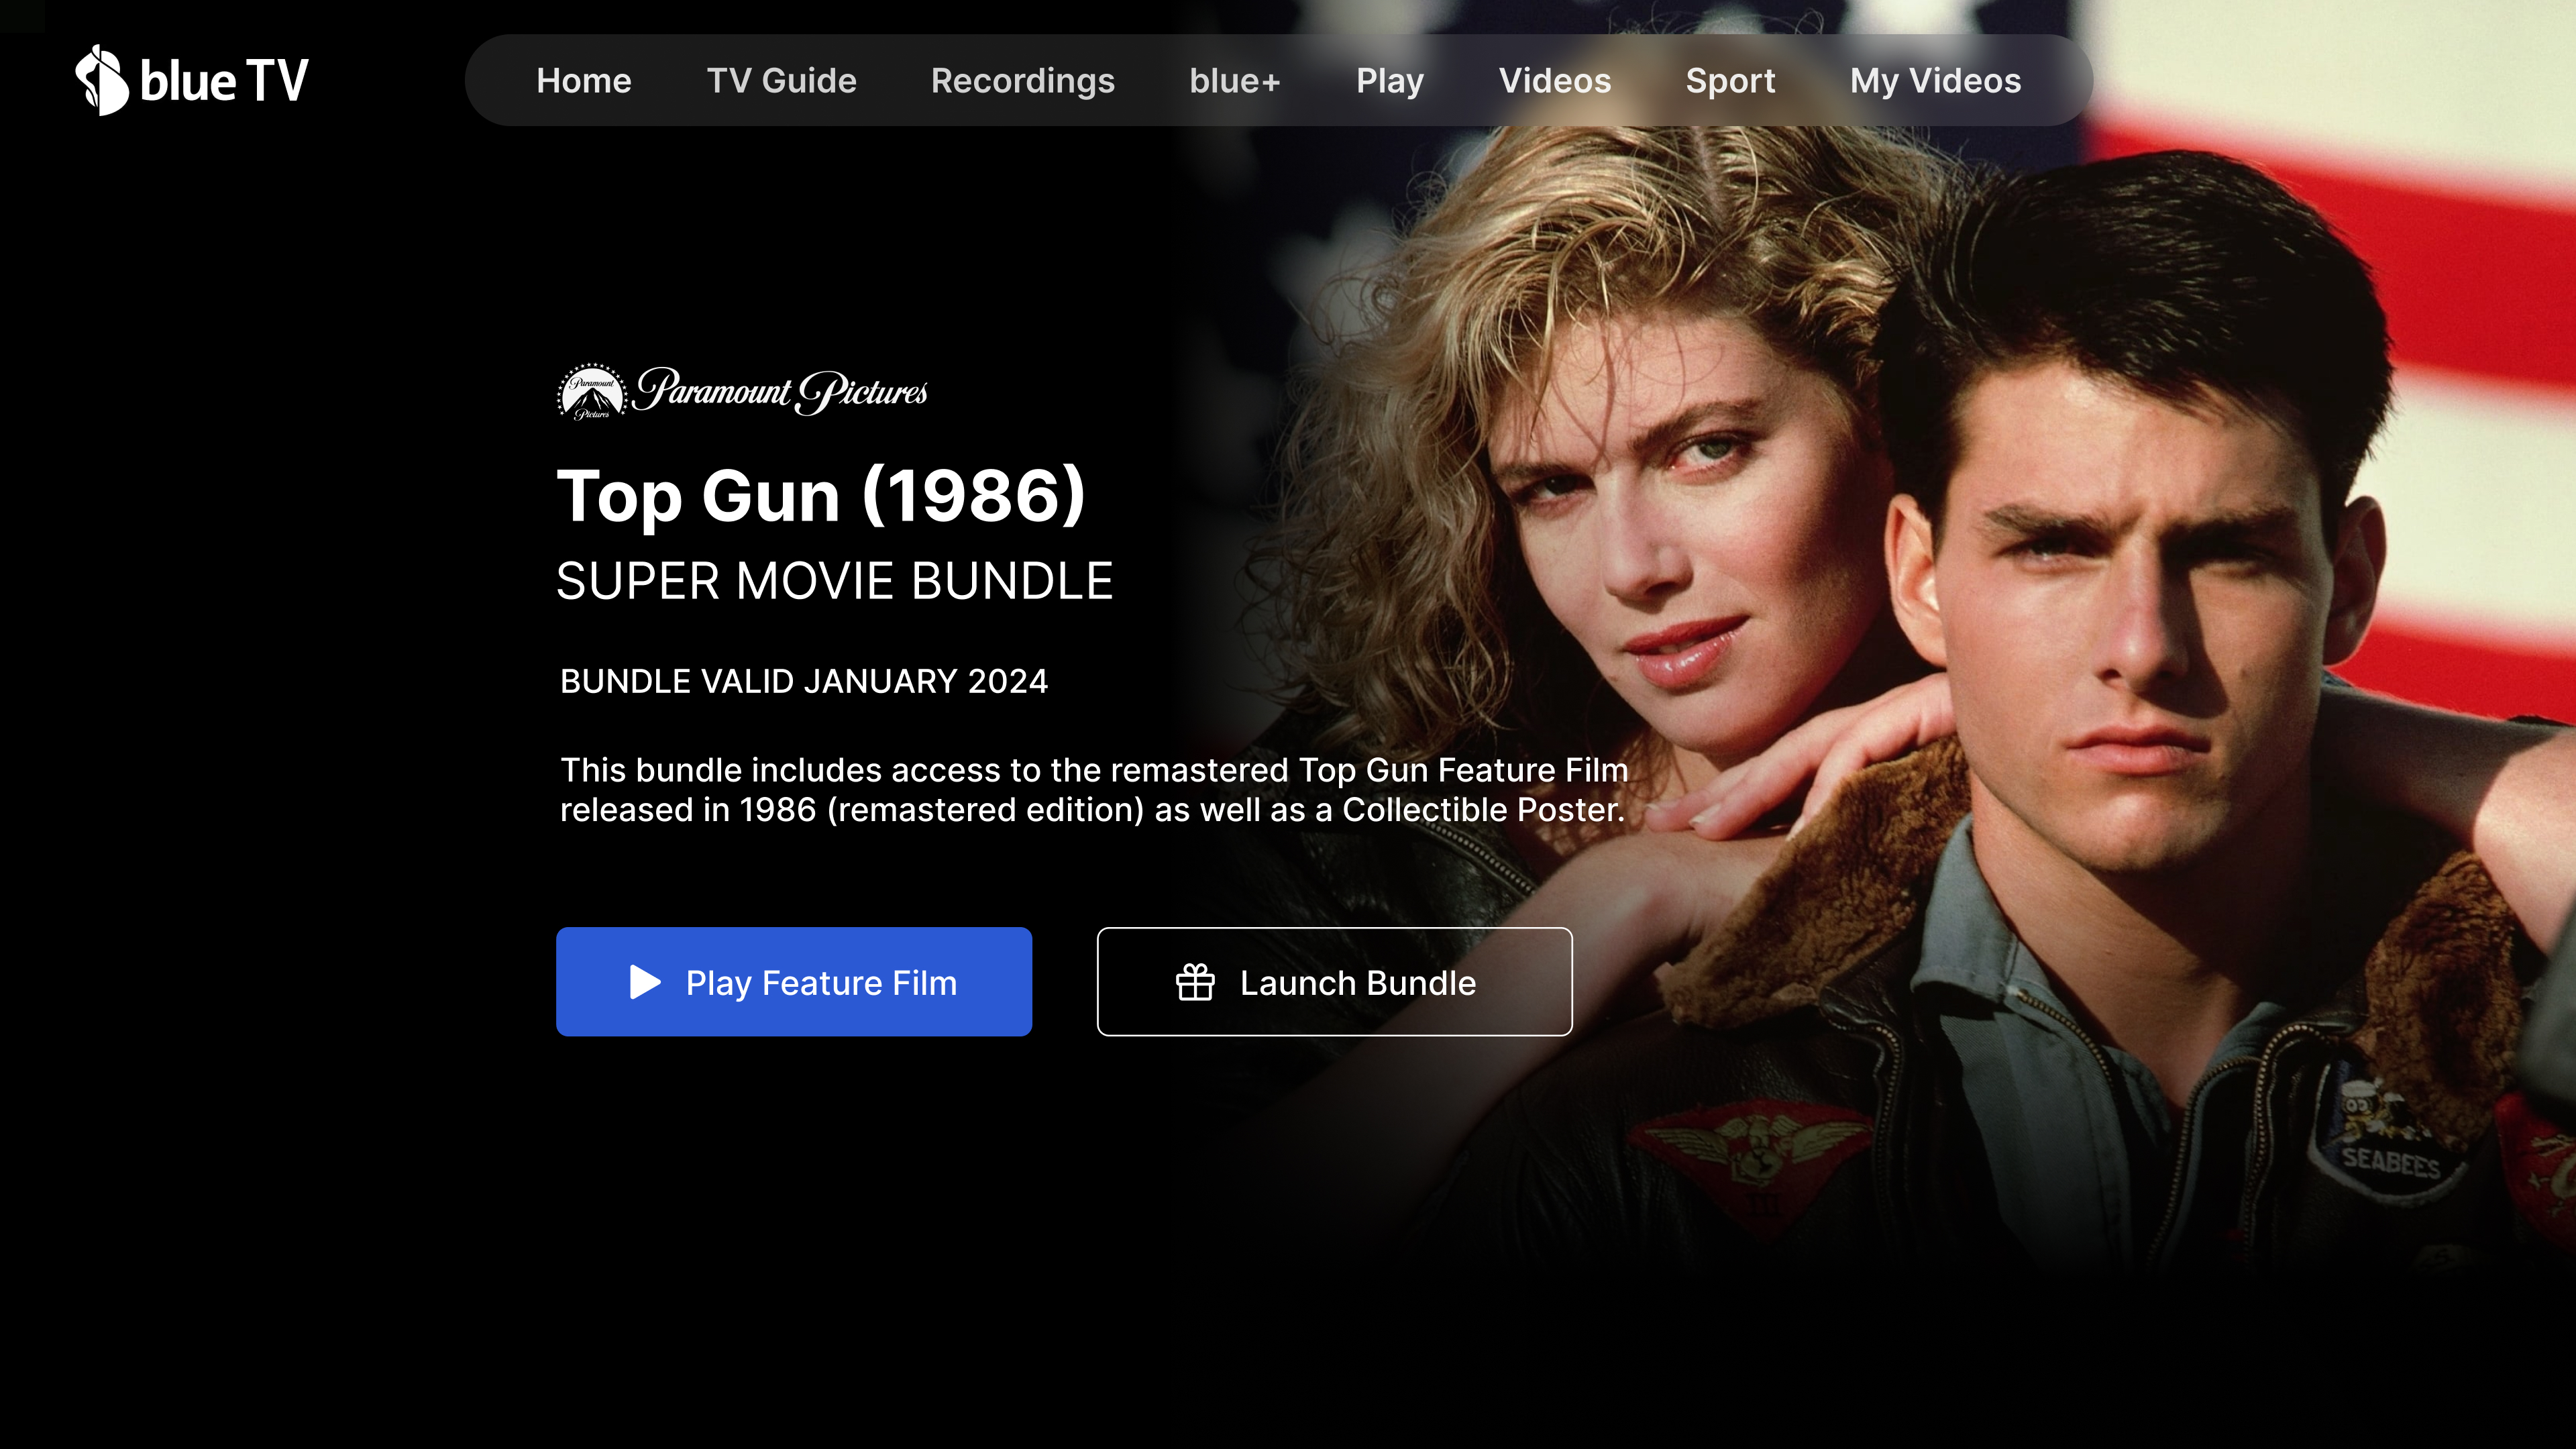 blue TV
Home TV Guide Recordings blue+ Play Videos Sport My Videos
Paramount
Pictures
Paramount Pictures
Top Gun (1986)
SUPER MOVIE BUNDLE
BUNDLE VALID JANUARY 2024
This bundle includes access to the remastered Top Gun Feature Film
released in 1986 (remastered edition) as well as a Collectible Poster.
Play Feature Film
Launch Bundle
III
SEABEES